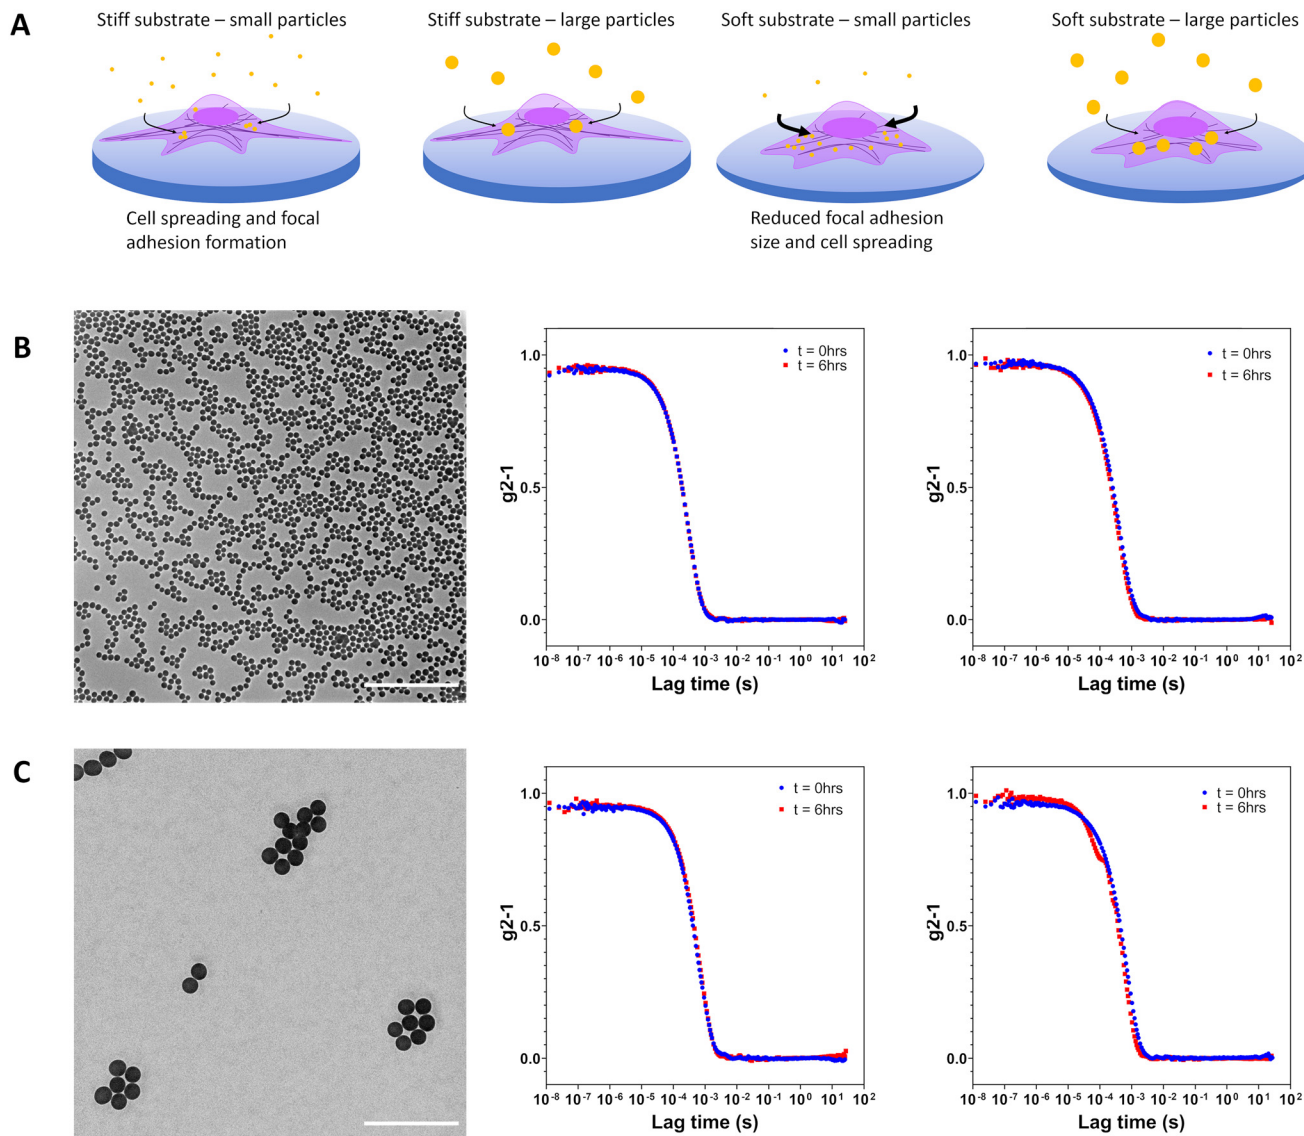 A
Stiff substrate – small particles
Stiff substrate – large particles
Soft substrate – small particles
Soft substrate – large particles
Cell spreading and focal
adhesion formation
Reduced focal adhesion
size and cell spreading
B
g2-1
1.0
0.5
0.0
t = 0hrs
t = 6hrs
10⁻⁸ 10⁻⁷ 10⁻⁶ 10⁻⁵ 10⁻⁴ 10⁻³ 10⁻² 10⁻¹ 10⁰ 10¹ 10²
Lag time (s)
g2-1
1.0
0.5
0.0
t = 0hrs
t = 6hrs
10⁻⁸ 10⁻⁷ 10⁻⁶ 10⁻⁵ 10⁻⁴ 10⁻³ 10⁻² 10⁻¹ 10⁰ 10¹ 10²
Lag time (s)
C
g2-1
1.0
0.5
0.0
t = 0hrs
t = 6hrs
10⁻⁸ 10⁻⁷ 10⁻⁶ 10⁻⁵ 10⁻⁴ 10⁻³ 10⁻² 10⁻¹ 10⁰ 10¹ 10²
Lag time (s)
g2-1
1.0
0.5
0.0
t = 0hrs
t = 6hrs
10⁻⁸ 10⁻⁷ 10⁻⁶ 10⁻⁵ 10⁻⁴ 10⁻³ 10⁻² 10⁻¹ 10⁰ 10¹ 10²
Lag time (s)